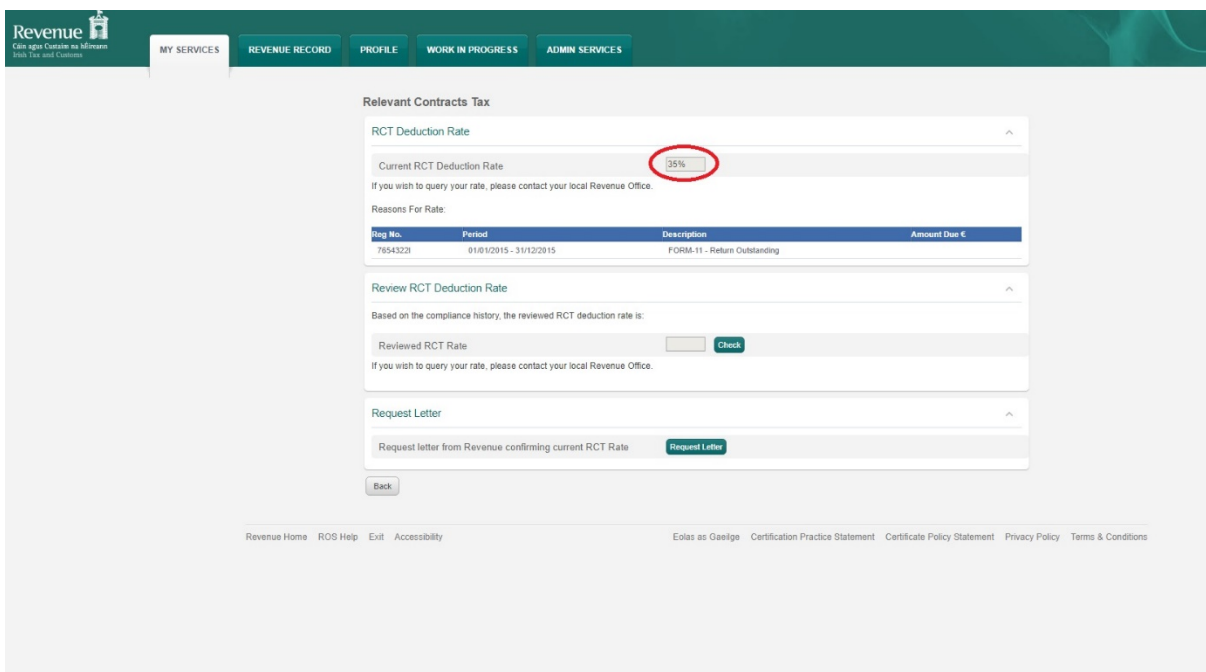 Revenue
Cáin agus Custaim na hÉireann
Irish Tax and Customs
MY SERVICES
REVENUE RECORD
PROFILE
WORK IN PROGRESS
ADMIN SERVICES
Relevant Contracts Tax
RCT Deduction Rate
Current RCT Deduction Rate 35%
If you wish to query your rate, please contact your local Revenue Office.
Reasons For Rate:
Reg No. Period Description Amount Due €
7654322I 01/01/2015 - 31/12/2015 FORM-11 - Return Outstanding
Review RCT Deduction Rate
Based on the compliance history, the reviewed RCT deduction rate is:
Reviewed RCT Rate Check
If you wish to query your rate, please contact your local Revenue Office.
Request Letter
Request letter from Revenue confirming current RCT Rate Request Letter
Back
Revenue Home ROS Help Exit Accessibility Eolas as Gaeilge Certification Practice Statement Certificate Policy Statement Privacy Policy Terms & Conditions